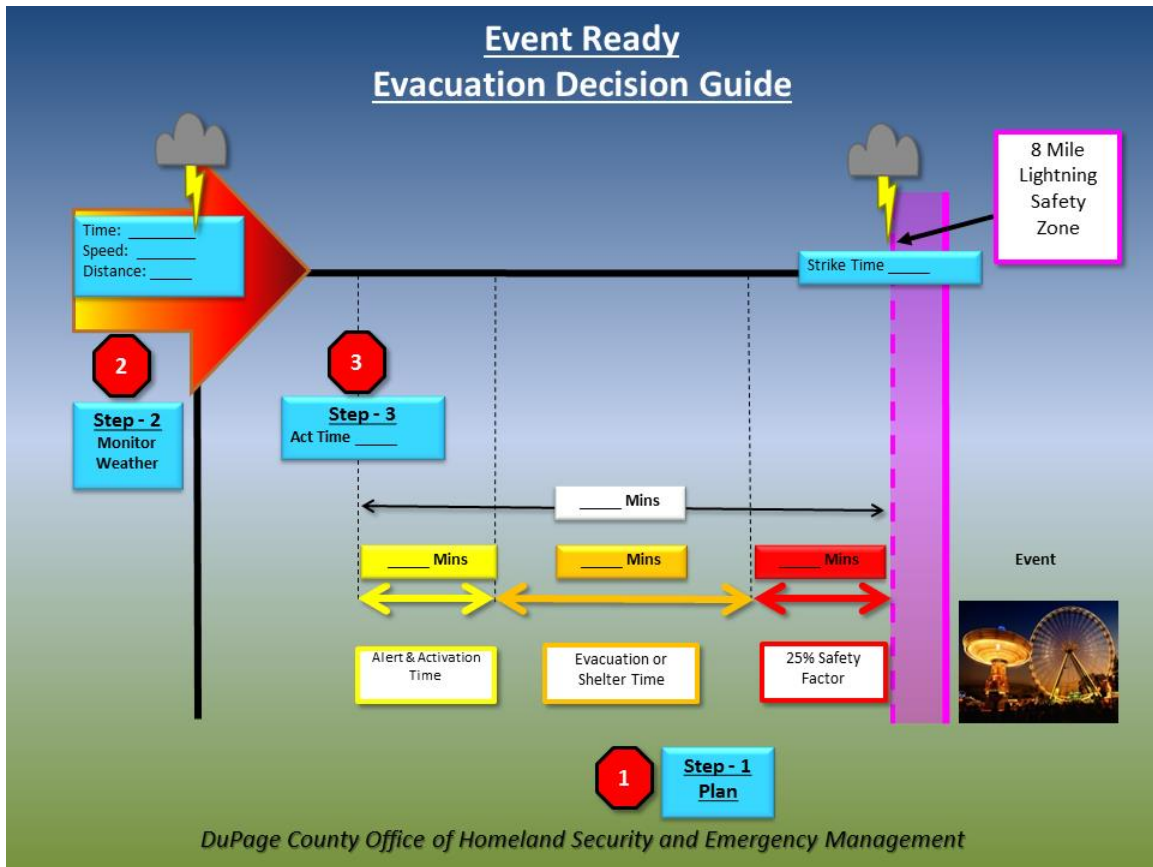 Event Ready
Evacuation Decision Guide
8 Mile
Lightning
Safety
Zone
Time: ________
Speed: _______
Distance: _____
Strike Time _____
2
3
Step - 2
Monitor
Weather
Step - 3
Act Time _____
_____ Mins
_____ Mins
_____ Mins
_____ Mins
Event
Alert & Activation
Time
Evacuation or
Shelter Time
25% Safety
Factor
1
Step - 1
Plan
DuPage County Office of Homeland Security and Emergency Management